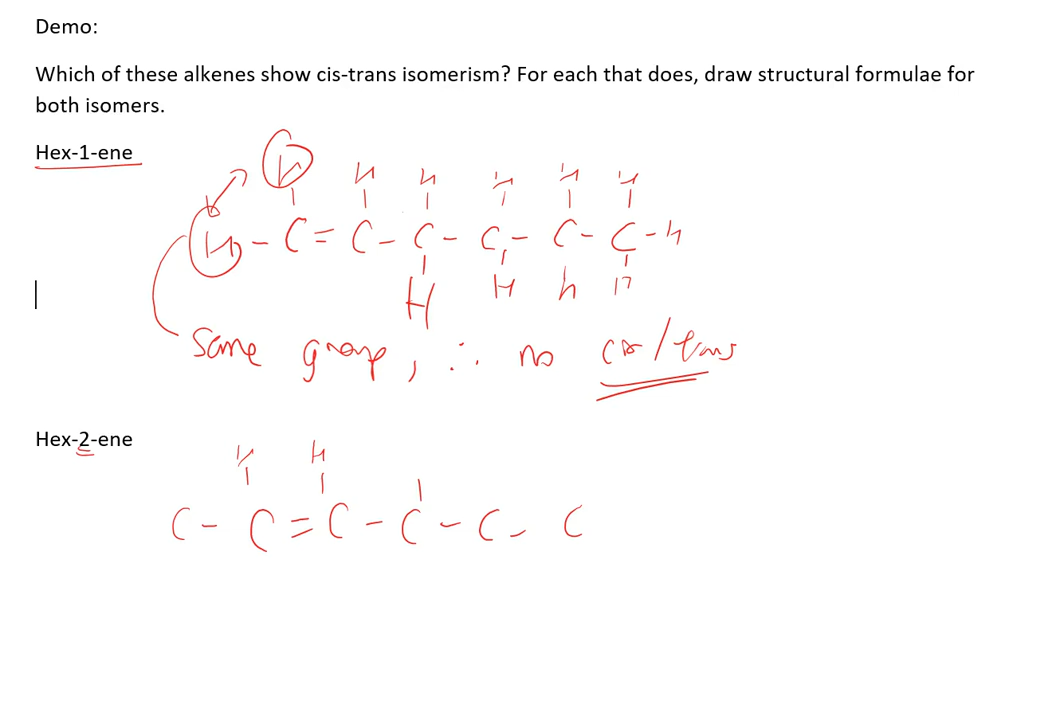 Demo:
Which of these alkenes show cis-trans isomerism? For each that does, draw structural formulae for
both isomers.
Hex-1-ene
H H H H H H
H - C = C - C - C - C - C - H
H H H H
Same group, ∴ no cis/trans
Hex-2-ene
H H
C - C = C - C - C - C